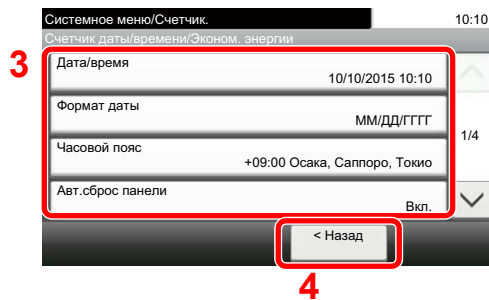 Системное меню/Счетчик. 10:10
Счетчик даты/времени/Эконом. энергии
3
Дата/время
10/10/2015 10:10
Формат даты
ММ/ДД/ГГГГ
1/4
Часовой пояс
+09:00 Осака, Саппоро, Токио
Авт.сброс панели
Вкл.
< Назад
4